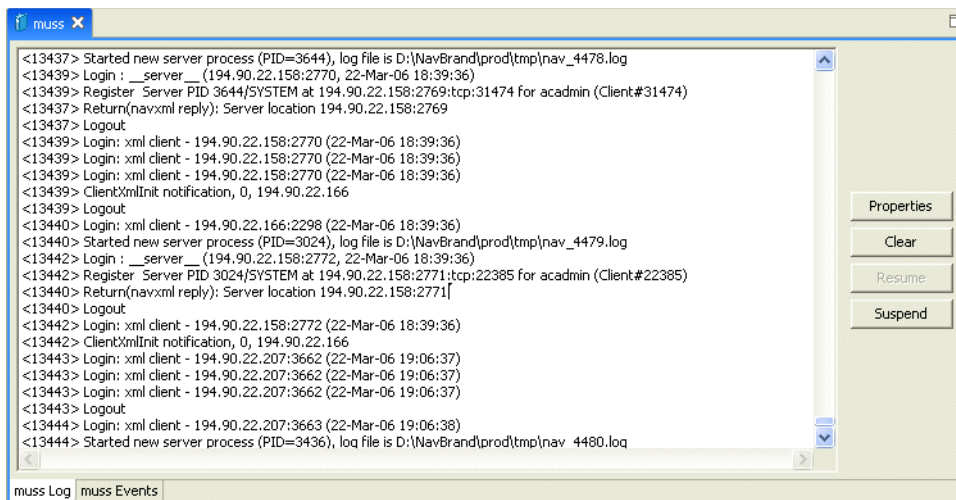 muss
<13437> Started new server process (PID=3644), log file is D:\NavBrand\prod\tmp\nav_4478.log
<13439> Login : __server__ (194.90.22.158:2770, 22-Mar-06 18:39:36)
<13439> Register  Server PID 3644/SYSTEM at 194.90.22.158:2769:tcp:31474 for acadmin (Client#31474)
<13437> Return(navxml reply): Server location 194.90.22.158:2769
<13437> Logout
<13439> Login: xml client - 194.90.22.158:2770 (22-Mar-06 18:39:36)
<13439> Login: xml client - 194.90.22.158:2770 (22-Mar-06 18:39:36)
<13439> Login: xml client - 194.90.22.158:2770 (22-Mar-06 18:39:36)
<13439> ClientXmlInit notification, 0, 194.90.22.166
<13439> Logout
<13440> Login: xml client - 194.90.22.166:2298 (22-Mar-06 18:39:36)
<13440> Started new server process (PID=3024), log file is D:\NavBrand\prod\tmp\nav_4479.log
<13442> Login : __server__ (194.90.22.158:2772, 22-Mar-06 18:39:36)
<13442> Register  Server PID 3024/SYSTEM at 194.90.22.158:2771:tcp:22385 for acadmin (Client#22385)
<13440> Return(navxml reply): Server location 194.90.22.158:2771
<13440> Logout
<13442> Login: xml client - 194.90.22.158:2772 (22-Mar-06 18:39:36)
<13442> ClientXmlInit notification, 0, 194.90.22.166
<13443> Login: xml client - 194.90.22.207:3662 (22-Mar-06 19:06:37)
<13443> Login: xml client - 194.90.22.207:3662 (22-Mar-06 19:06:37)
<13443> Login: xml client - 194.90.22.207:3662 (22-Mar-06 19:06:37)
<13443> Logout
<13444> Login: xml client - 194.90.22.207:3663 (22-Mar-06 19:06:38)
<13444> Started new server process (PID=3436), log file is D:\NavBrand\prod\tmp\nav_4480.log
Properties
Clear
Resume
Suspend
muss Log
muss Events